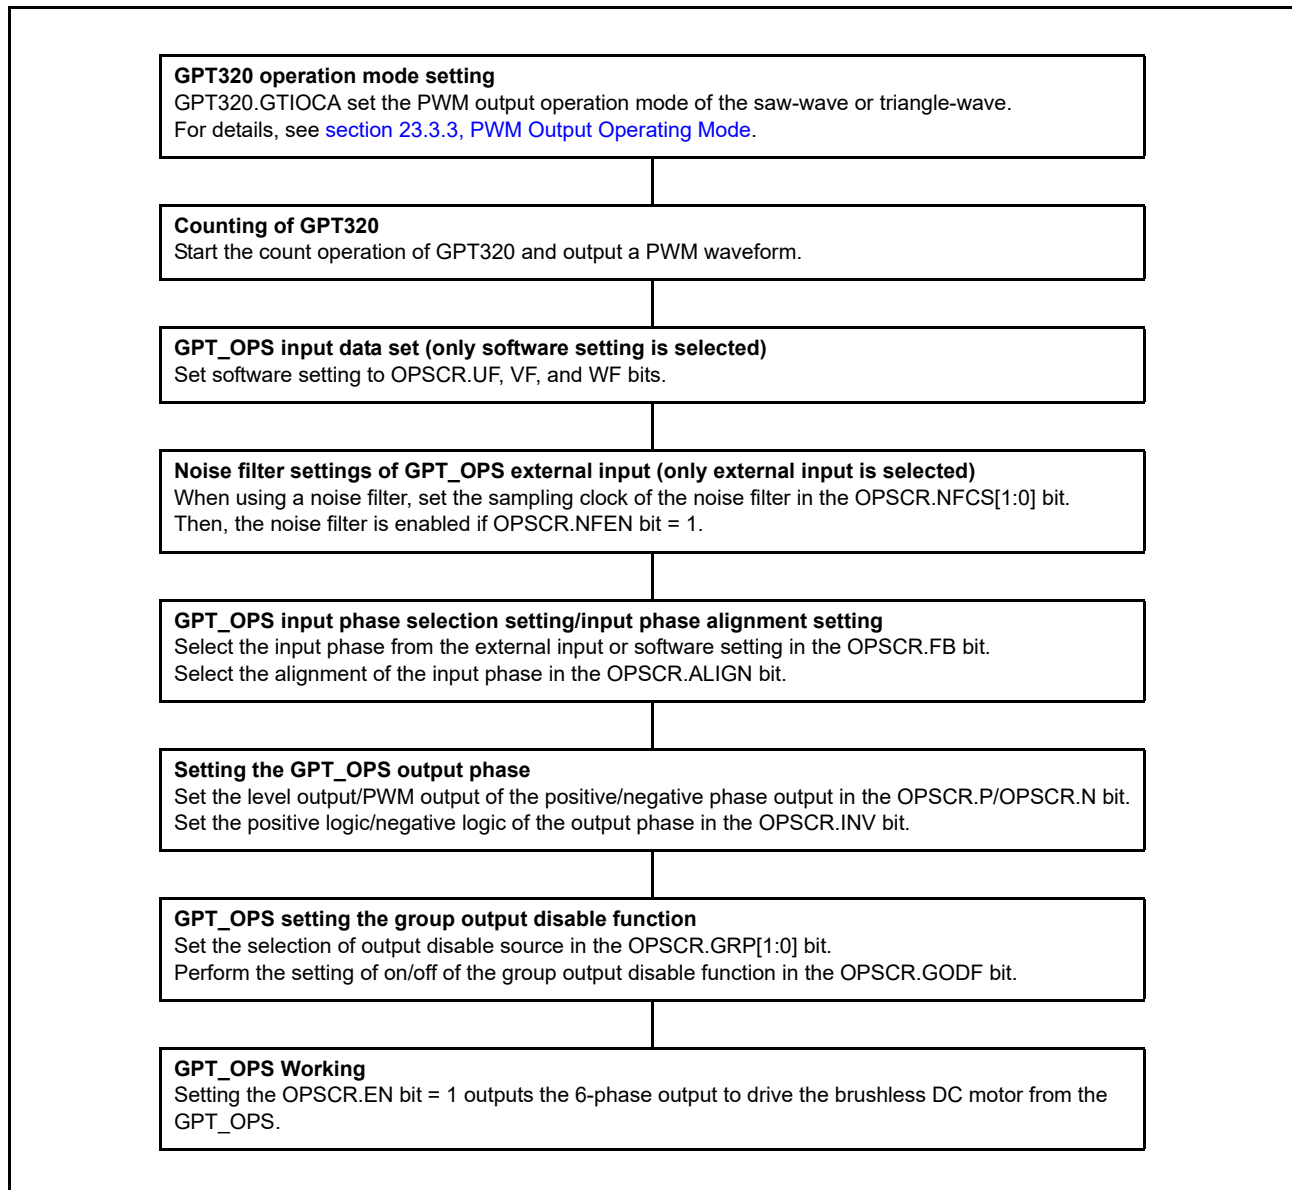 GPT320 operation mode setting
GPT320.GTIOCA set the PWM output operation mode of the saw-wave or triangle-wave.
For details, see section 23.3.3, PWM Output Operating Mode.
Counting of GPT320
Start the count operation of GPT320 and output a PWM waveform.
GPT_OPS input data set (only software setting is selected)
Set software setting to OPSCR.UF, VF, and WF bits.
Noise filter settings of GPT_OPS external input (only external input is selected)
When using a noise filter, set the sampling clock of the noise filter in the OPSCR.NFCS[1:0] bit.
Then, the noise filter is enabled if OPSCR.NFEN bit = 1.
GPT_OPS input phase selection setting/input phase alignment setting
Select the input phase from the external input or software setting in the OPSCR.FB bit.
Select the alignment of the input phase in the OPSCR.ALIGN bit.
Setting the GPT_OPS output phase
Set the level output/PWM output of the positive/negative phase output in the OPSCR.P/OPSCR.N bit.
Set the positive logic/negative logic of the output phase in the OPSCR.INV bit.
GPT_OPS setting the group output disable function
Set the selection of output disable source in the OPSCR.GRP[1:0] bit.
Perform the setting of on/off of the group output disable function in the OPSCR.GODF bit.
GPT_OPS Working
Setting the OPSCR.EN bit = 1 outputs the 6-phase output to drive the brushless DC motor from the
GPT_OPS.